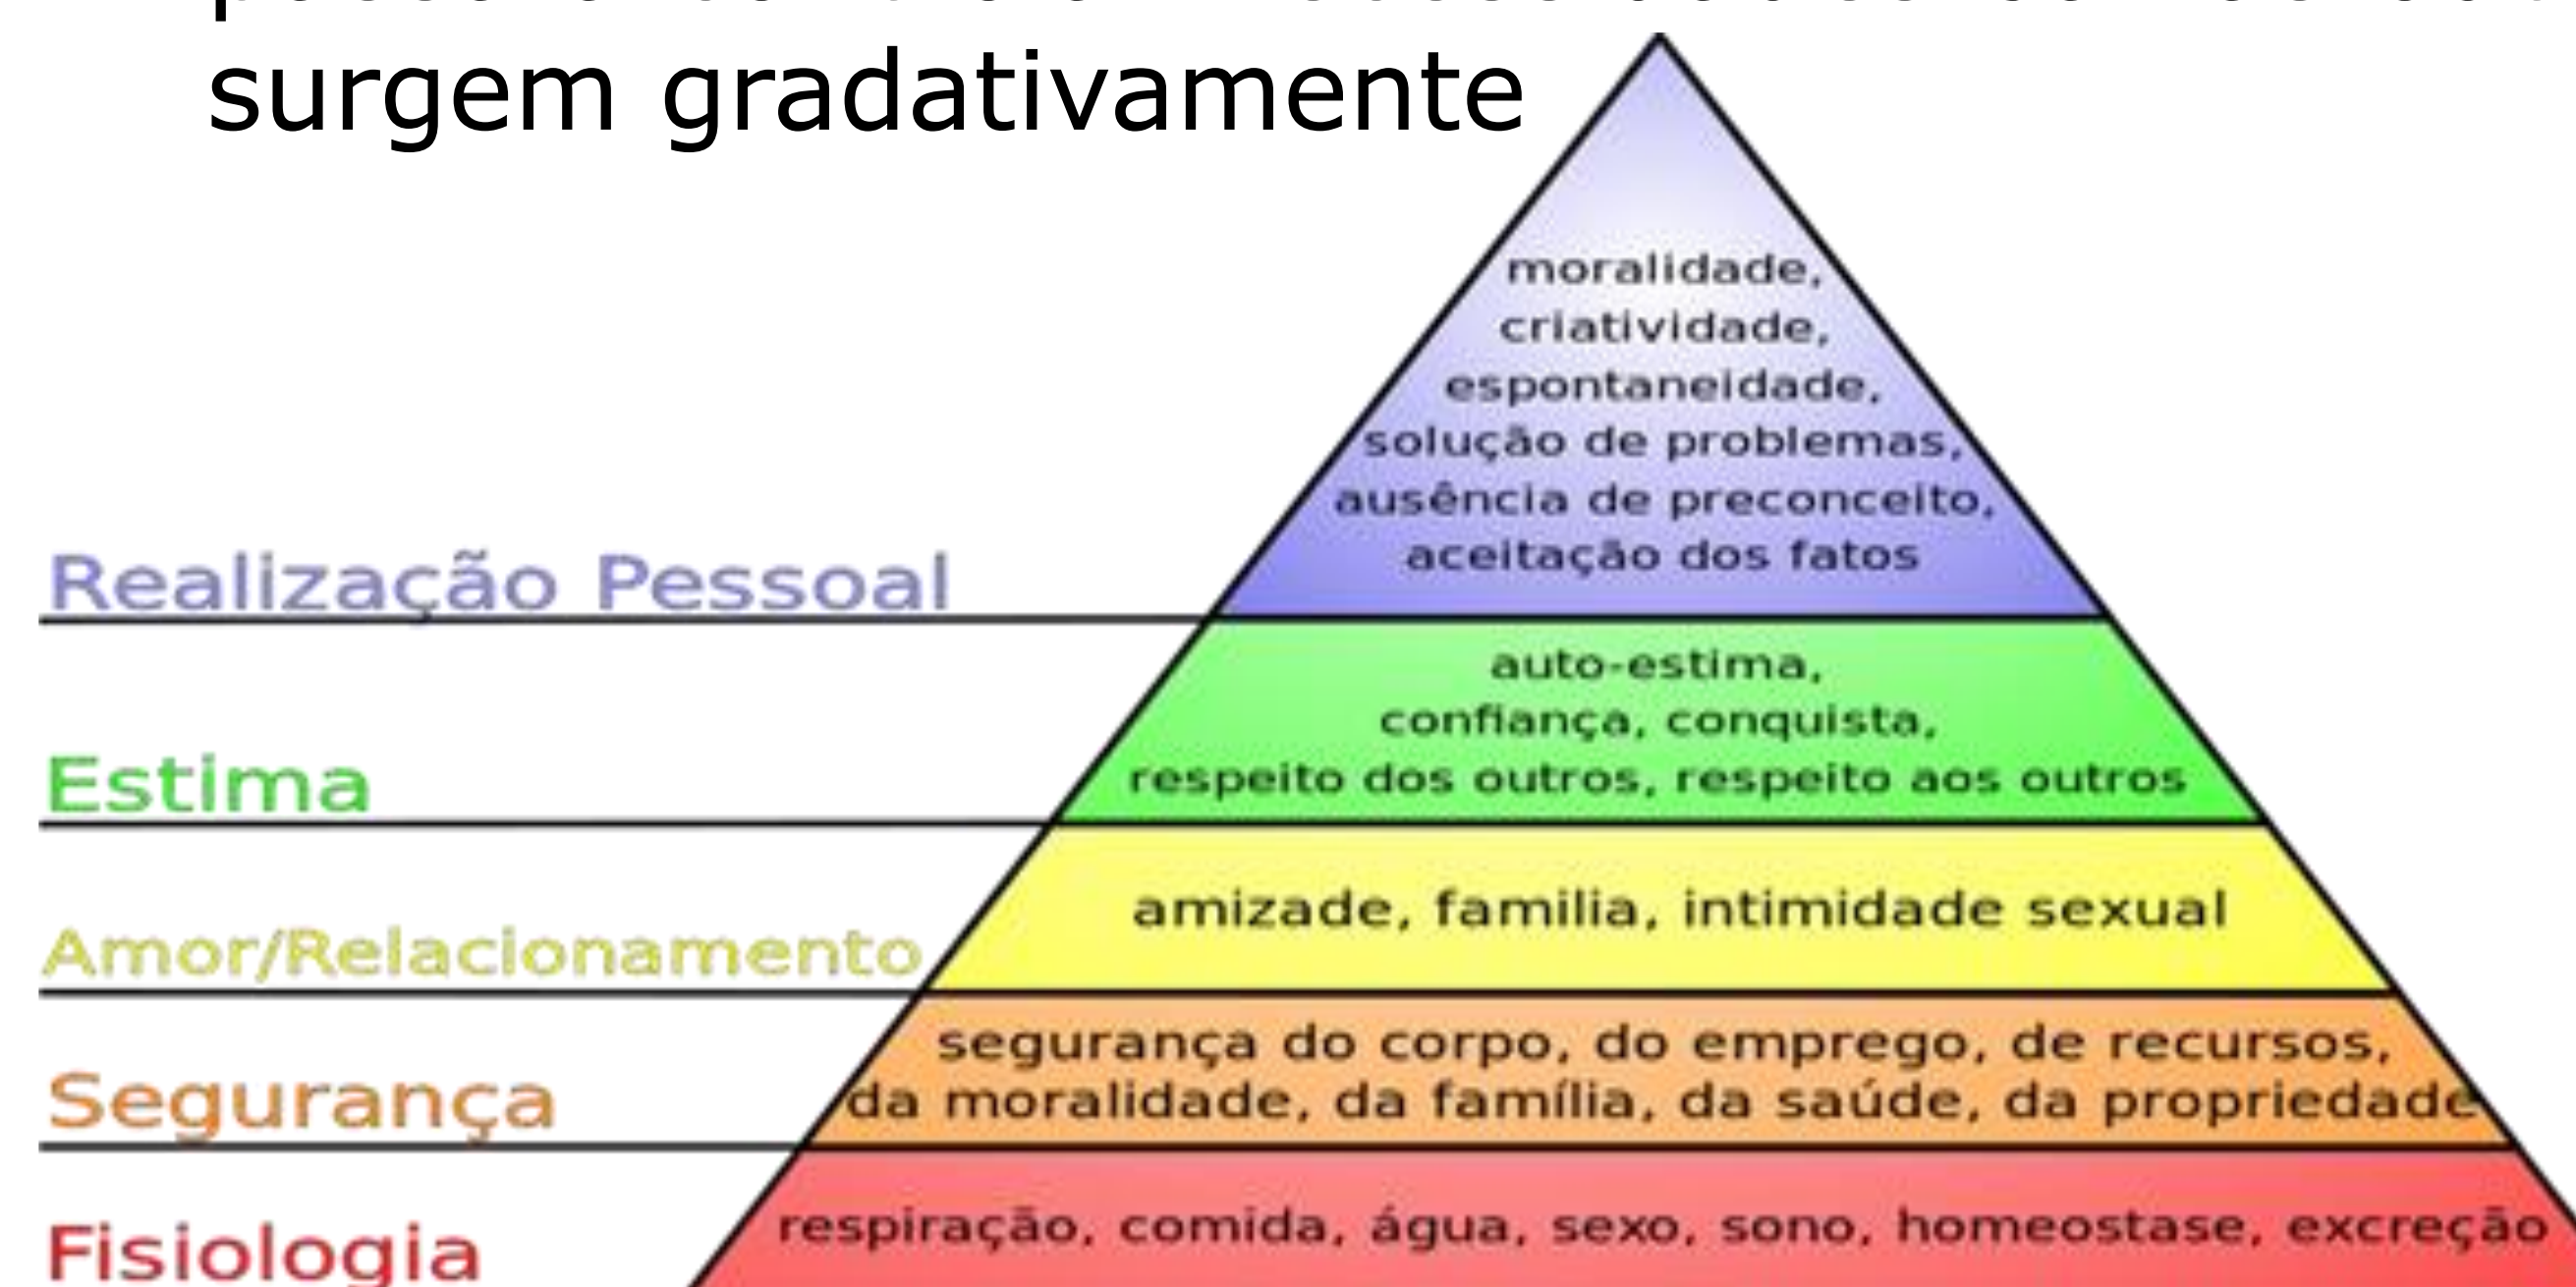 surgem gradativamente
moralidade,
criatividade,
espontaneidade,
solução de problemas,
ausência de preconceito,
aceitação dos fatos
Realização Pessoal
auto-estima,
confiança, conquista,
respeito dos outros, respeito aos outros
Estima
amizade, familia, intimidade sexual
Amor/Relacionamento
segurança do corpo, do emprego, de recursos,
da moralidade, da família, da saúde, da propriedade
Segurança
respiração, comida, água, sexo, sono, homeostase, excreção
Fisiologia